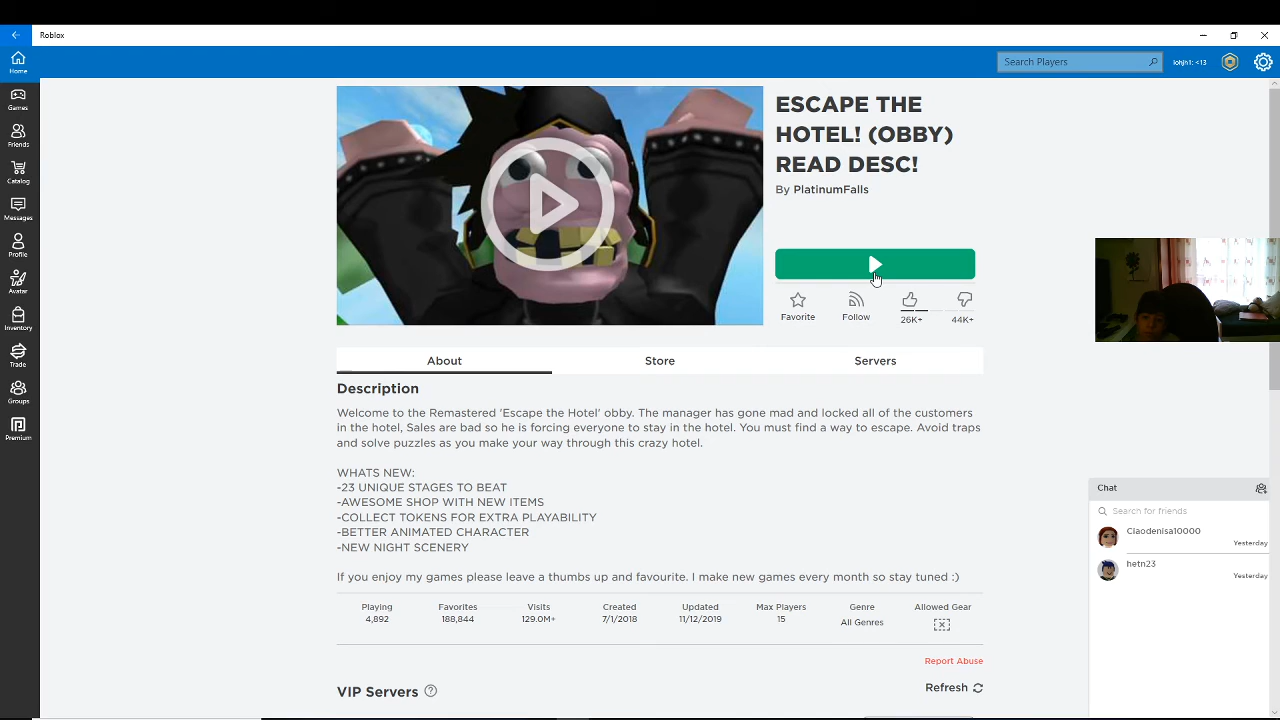 Roblox
Home
Search Players
lohjh1: <13
Games
Friends
Catalog
Messages
Profile
Avatar
Inventory
Trade
Groups
Premium
ESCAPE THE
HOTEL! (OBBY)
READ DESC!
By PlatinumFalls
Favorite
Follow
26K+
44K+
About
Store
Servers
Description
Welcome to the Remastered 'Escape the Hotel' obby. The manager has gone mad and locked all of the customers
in the hotel, Sales are bad so he is forcing everyone to stay in the hotel. You must find a way to escape. Avoid traps
and solve puzzles as you make your way through this crazy hotel.
WHATS NEW:
-23 UNIQUE STAGES TO BEAT
-AWESOME SHOP WITH NEW ITEMS
-COLLECT TOKENS FOR EXTRA PLAYABILITY
-BETTER ANIMATED CHARACTER
-NEW NIGHT SCENERY
If you enjoy my games please leave a thumbs up and favourite. I make new games every month so stay tuned :)
Playing Favorites Visits Created Updated Max Players Genre Allowed Gear
4,892 188,844 129.0M+ 7/1/2018 11/12/2019 15 All Genres
Report Abuse
VIP Servers
Refresh
Chat
Search for friends
Ciaodenisa10000
Yesterday
hetn23
Yesterday